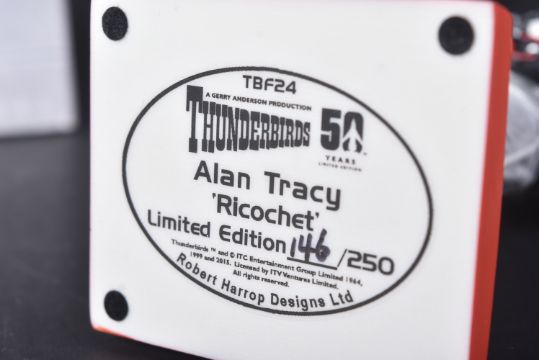 TBF24
A GERRY ANDERSON PRODUCTION
THUNDERBIRDS 50
YEARS
LIMITED EDITION
Alan Tracy
'Ricochet'
Limited Edition 146/250
Thunderbirds ™ and © ITC Entertainment Group Limited 1964,
1999 and 2015. Licensed by ITV Ventures Limited.
All rights reserved.
Robert Harrop Designs Ltd